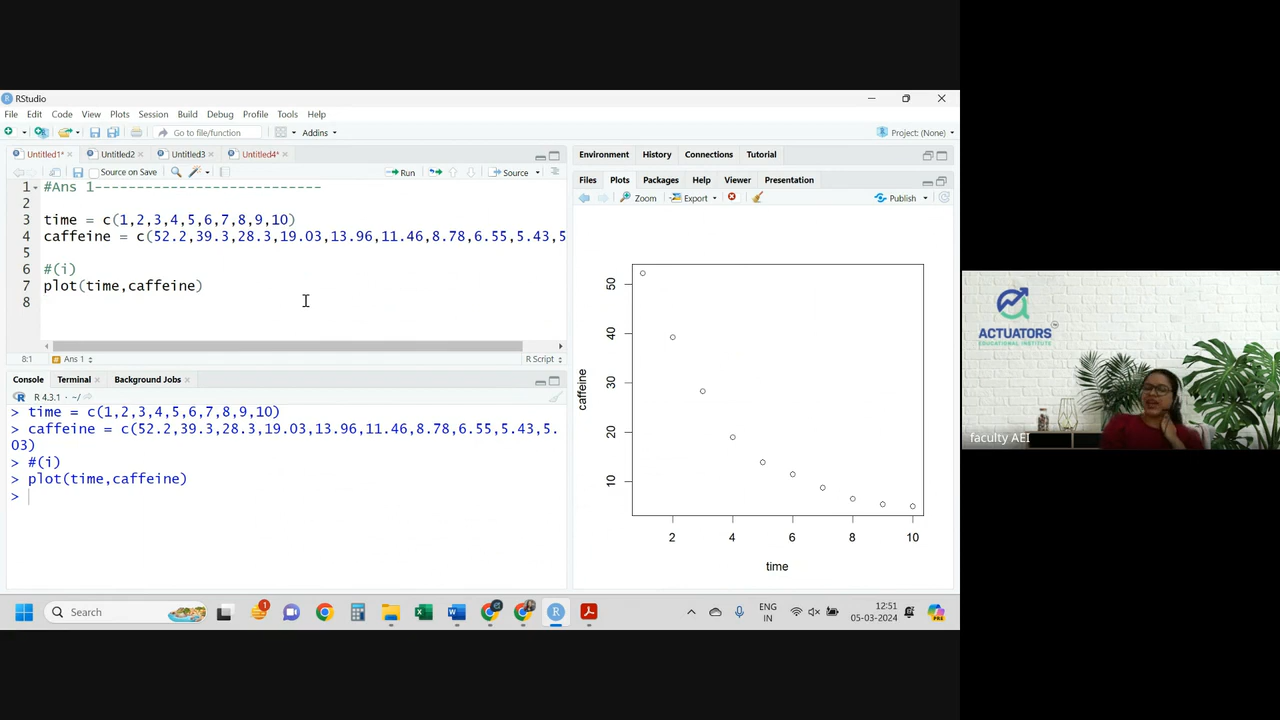 RStudio
File Edit Code View Plots Session Build Debug Profile Tools Help
Go to file/function Addins Project: (None)
Untitled1* Untitled2 Untitled3 Untitled4*
Source on Save Run Source
1 #Ans 1---------------------------
2
3 time = c(1,2,3,4,5,6,7,8,9,10)
4 caffeine = c(52.2,39.3,28.3,19.03,13.96,11.46,8.78,6.55,5.43,5
5
6 #(i)
7 plot(time,caffeine)
8
8:1 Ans 1 R Script
Console Terminal Background Jobs
R 4.3.1 · ~/
> time = c(1,2,3,4,5,6,7,8,9,10)
> caffeine = c(52.2,39.3,28.3,19.03,13.96,11.46,8.78,6.55,5.43,5.
03)
> #(i)
> plot(time,caffeine)
>
Environment History Connections Tutorial
Files Plots Packages Help Viewer Presentation
Zoom Export Publish
caffeine
50
40
30
20
10
2 4 6 8 10
time
ACTUATORS
EDUCATIONAL INSTITUTE
TM
faculty AEI
Search
1
ENG
IN
12:51
05-03-2024
PRE